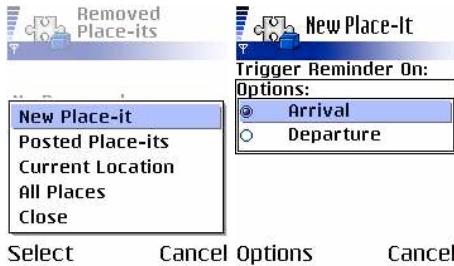 Removed
Place-its
New Place-it
Posted Place-its
Current Location
All Places
Close
Select Cancel
New Place-It
Trigger Reminder On:
Options:
Arrival
Departure
Options Cancel